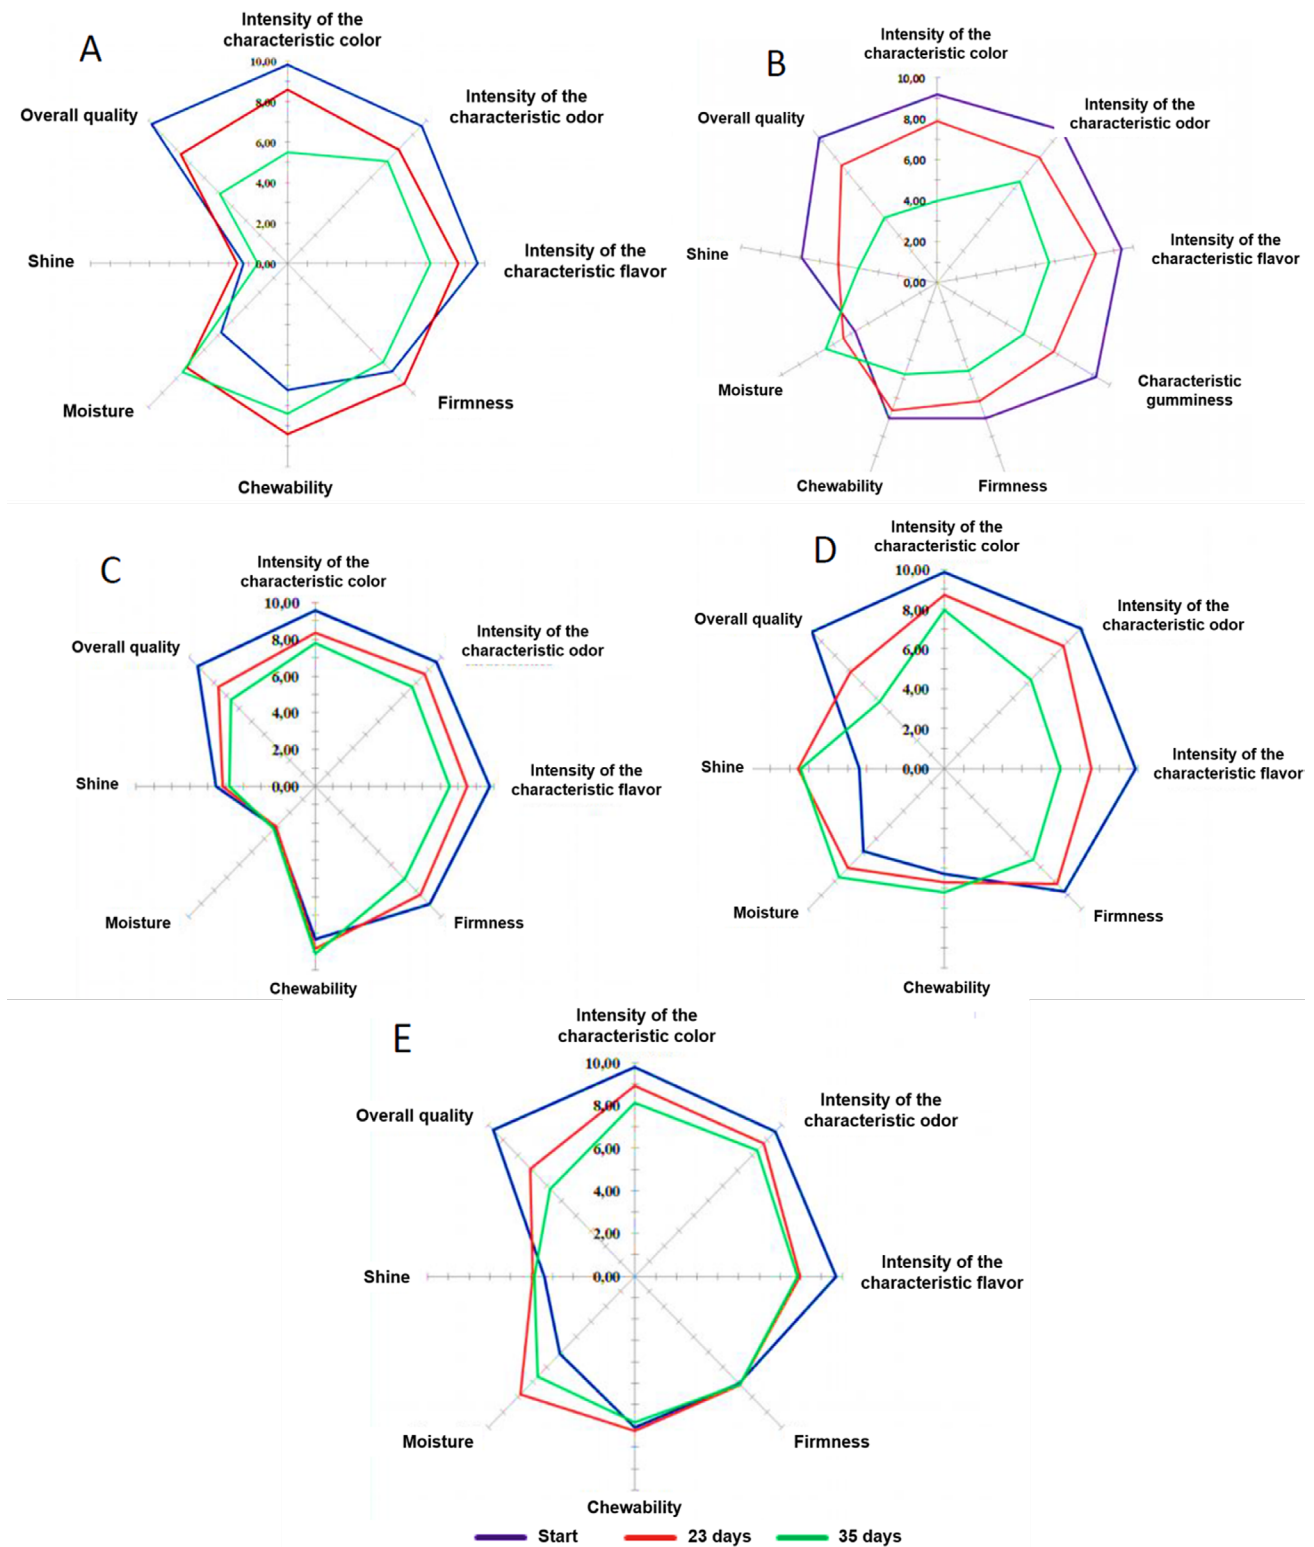 A
Intensity of the
characteristic color
10,00
8,00
6,00
4,00
2,00
0,00
Intensity of the
characteristic odor
Overall quality
Shine
Intensity of the
characteristic flavor
Moisture
Firmness
Chewability
B
Intensity of the
characteristic color
10,00
8,00
6,00
4,00
2,00
0,00
Intensity of the
characteristic odor
Overall quality
Shine
Intensity of the
characteristic flavor
Moisture
Characteristic
gumminess
Chewability
Firmness
C
Intensity of the
characteristic color
10,00
8,00
6,00
4,00
2,00
0,00
Intensity of the
characteristic odor
Overall quality
Shine
Intensity of the
characteristic flavor
Moisture
Firmness
Chewability
D
Intensity of the
characteristic color
10,00
8,00
6,00
4,00
2,00
0,00
Intensity of the
characteristic odor
Overall quality
Shine
Intensity of the
characteristic flavor
Moisture
Firmness
Chewability
E
Intensity of the
characteristic color
10,00
8,00
6,00
4,00
2,00
0,00
Intensity of the
characteristic odor
Overall quality
Shine
Intensity of the
characteristic flavor
Moisture
Firmness
Chewability
Start 23 days 35 days